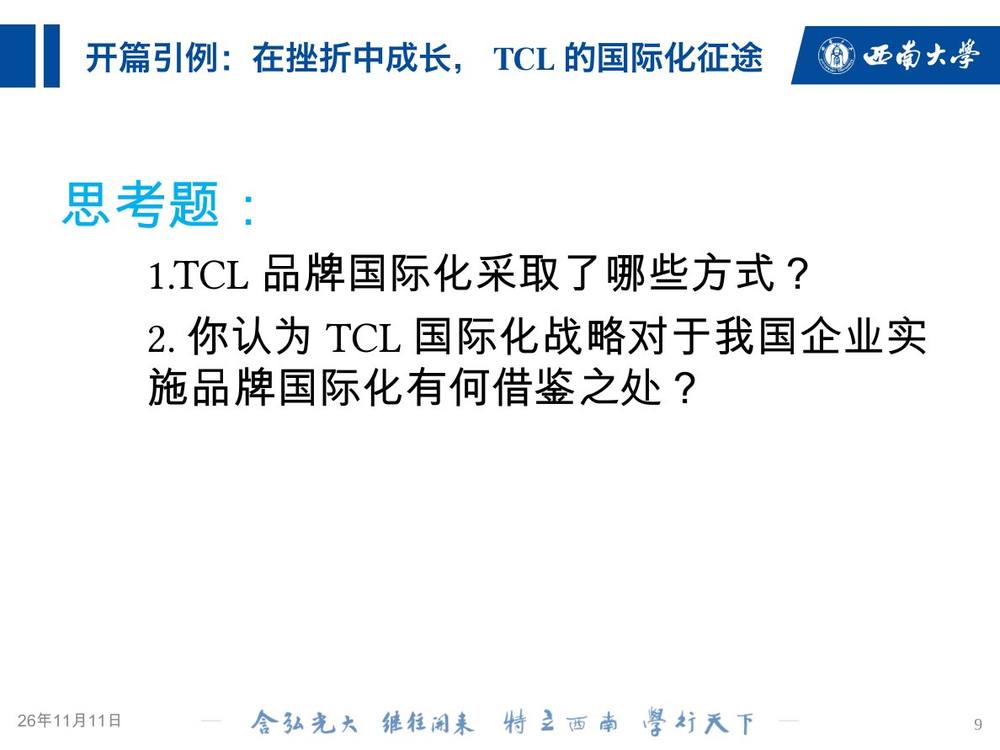 开篇引例：在挫折中成长， TCL 的国际化征途
西南大学
思考题：
1.TCL 品牌国际化采取了哪些方式？
2. 你认为 TCL 国际化战略对于我国企业实
施品牌国际化有何借鉴之处？
26年11月11日
含弘光大 继往开来 特立西南 學行天下
9